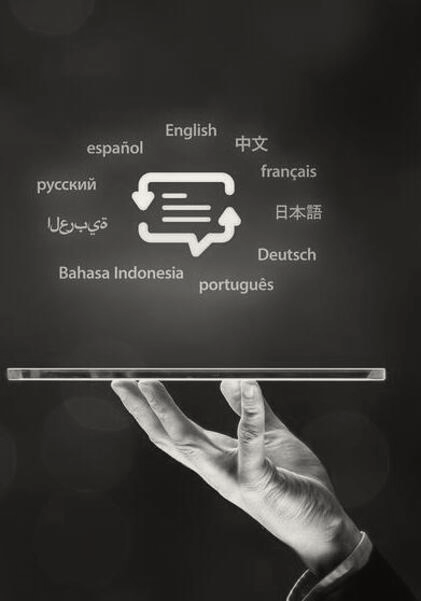 English
español
中文
français
русский
العربية
日本語
Deutsch
Bahasa Indonesia
português